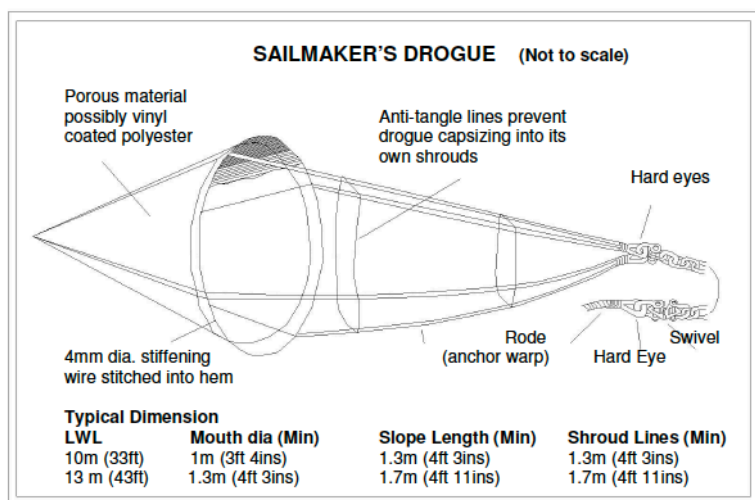 SAILMAKER'S DROGUE (Not to scale)
Porous material
possibly vinyl
coated polyester
Anti-tangle lines prevent
drogue capsizing into its
own shrouds
Hard eyes
4mm dia. stiffening
wire stitched into hem
Rode
(anchor warp)
Hard Eye
Swivel
Typical Dimension
LWL Mouth dia (Min) Slope Length (Min) Shroud Lines (Min)
10m (33ft) 1m (3ft 4ins) 1.3m (4ft 3ins) 1.3m (4ft 3ins)
13 m (43ft) 1.3m (4ft 3ins) 1.7m (4ft 11ins) 1.7m (4ft 11ins)